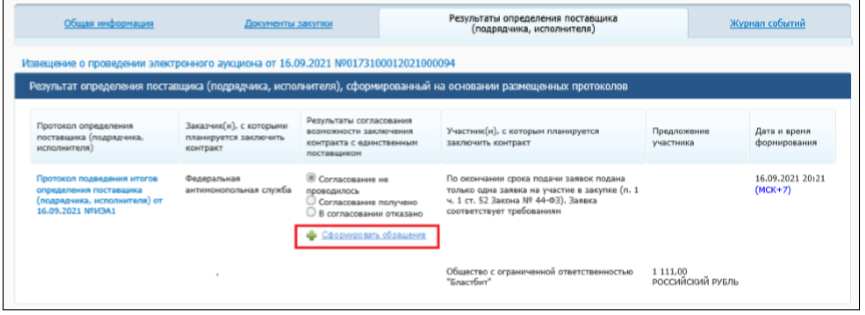 Общая информация
Документы закупки
Результаты определения поставщика
(подрядчика, исполнителя)
Журнал событий
Извещение о проведении электронного аукциона от 16.09.2021 №0173100012021000094
Результат определения поставщика (подрядчика, исполнителя), сформированный на основании размещенных протоколов
Протокол определения
поставщика (подрядчика,
исполнителя)
Заказчик(и), с которыми
планируется заключить
контракт
Результаты согласования
возможности заключения
контракта с единственным
поставщиком
Участник(и), с которым планируется
заключить контракт
Предложение
участника
Дата и время
формирования
Протокол подведения итогов
определения поставщика
(подрядчика, исполнителя) от
16.09.2021 №ИЭА1
Федеральная
антимонопольная служба
Согласование не
проводилось
Согласование получено
В согласовании отказано
Сформировать обращение
По окончании срока подачи заявок подана
только одна заявка на участие в закупке (п. 1
ч. 1 ст. 52 Закона № 44-ФЗ). Заявка
соответствует требованиям
16.09.2021 20:21
(МСК+7)
Общество с ограниченной ответственностью
"Бластбит"
1 111.00
РОССИЙСКИЙ РУБЛЬ